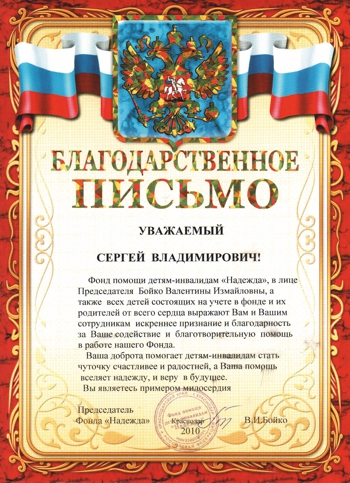 БЛАГОДАРСТВЕННОЕ
ПИСЬМО
УВАЖАЕМЫЙ
СЕРГЕЙ ВЛАДИМИРОВИЧ!
Фонд помощи детям-инвалидам «Надежда», в лице
Председателя Бойко Валентины Измайловны, а
также всех детей состоящих на учете в фонде и их
родителей от всего сердца выражают Вам и Вашим
сотрудникам искреннее признание и благодарность
за Ваше содействие и благотворительную помощь
в работе нашего Фонда.
Ваша доброта помогает детям-инвалидам стать
чуточку счастливее и радостней, а Ваша помощь
вселяет надежду, и веру в будущее.
Вы являетесь примером милосердия
Председатель
Фонда «Надежда» Краснодар В.И.Бойко
2010